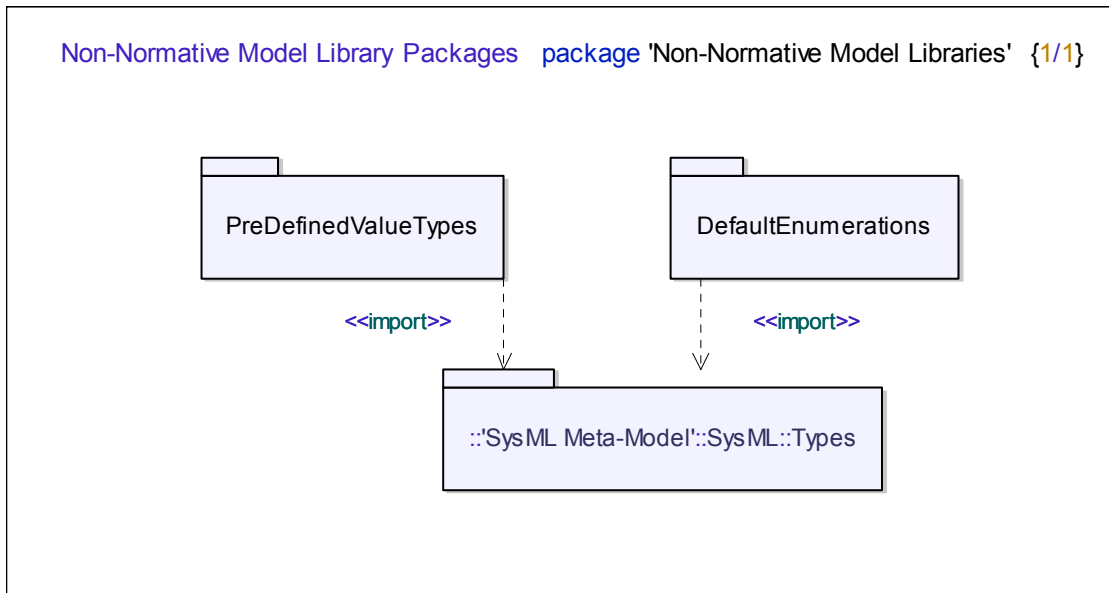 Non-Normative Model Library Packages package 'Non-Normative Model Libraries' {1/1}
PreDefinedValueTypes
DefaultEnumerations
<<import>>
<<import>>
::'SysML Meta-Model'::SysML::Types